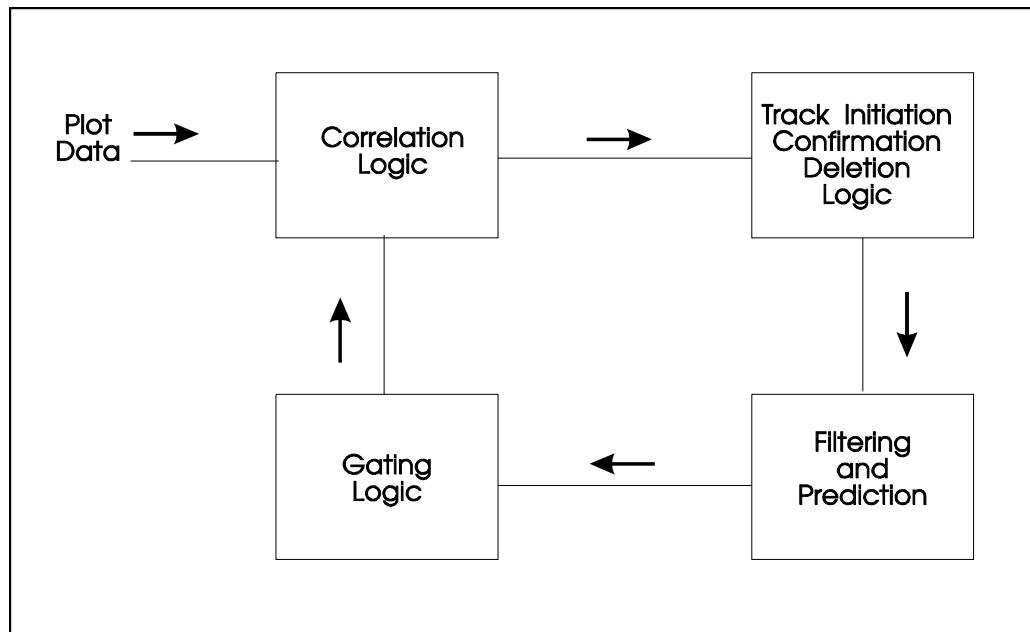 Plot
Data
Correlation
Logic
Track Initiation
Confirmation
Deletion
Logic
Gating
Logic
Filtering
and
Prediction